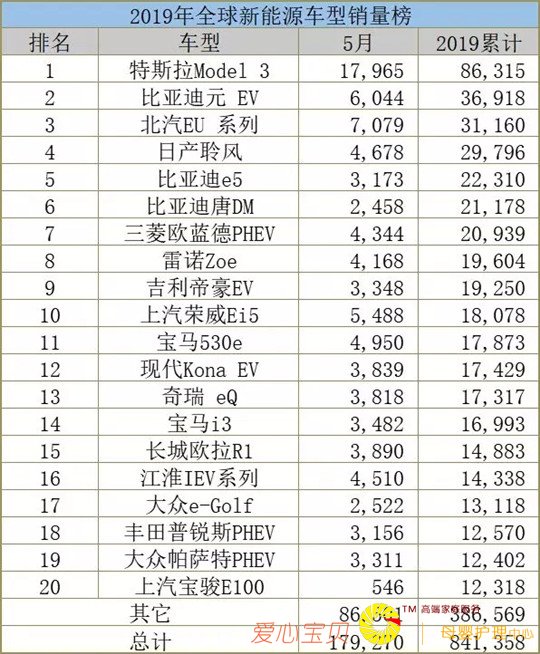 2019年全球新能源车型销量榜
排名 车型 5月 2019累计
1 特斯拉Model 3 17,965 86,315
2 比亚迪元 EV 6,044 36,918
3 北汽EU 系列 7,079 31,160
4 日产聆风 4,678 29,796
5 比亚迪e5 3,173 22,310
6 比亚迪唐DM 2,458 21,178
7 三菱欧蓝德PHEV 4,344 20,939
8 雷诺Zoe 4,168 19,604
9 吉利帝豪EV 3,348 19,250
10 上汽荣威Ei5 5,488 18,078
11 宝马530e 4,950 17,873
12 现代Kona EV 3,839 17,429
13 奇瑞 eQ 3,818 17,317
14 宝马i3 3,482 16,993
15 长城欧拉R1 3,890 14,883
16 江淮IEV系列 4,510 14,338
17 大众e-Golf 2,522 13,118
18 丰田普锐斯PHEV 3,156 12,570
19 大众帕萨特PHEV 3,311 12,402
20 上汽宝骏E100 546 12,318
其它 386,569
总计 179,270 841,358
爱心宝贝 TM 高端家庭服务 母婴护理中心